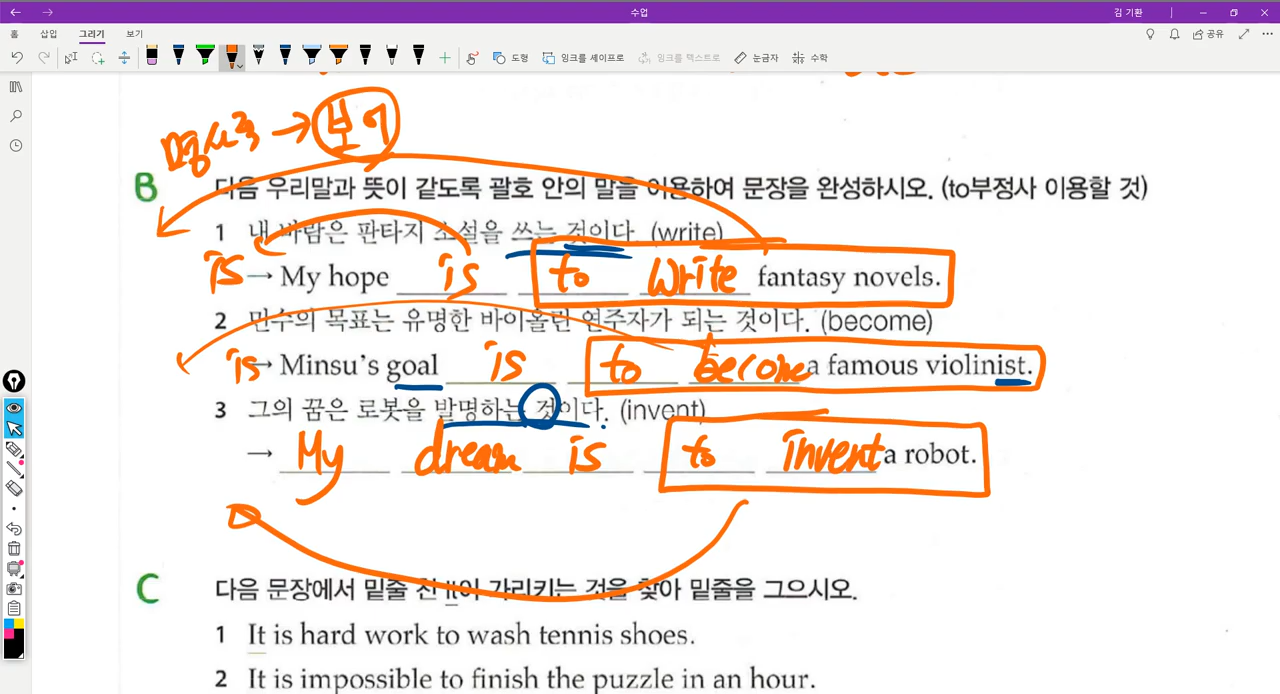 수업
김 기환
홈 삽입 그리기 보기
공유
도형 잉크를 셰이프로 잉크를 텍스트로 눈금자 수학
명사구 → 보어
B 다음 우리말과 뜻이 같도록 괄호 안의 말을 이용하여 문장을 완성하시오. (to부정사 이용할 것)
1 내 바람은 판타지 소설을 쓰는 것이다. (write)
is → My hope is to write fantasy novels.
2 민수의 목표는 유명한 바이올린 연주자가 되는 것이다. (become)
is → Minsu's goal is to become a famous violinist.
3 그의 꿈은 로봇을 발명하는 것이다. (invent)
→ My dream is to invent a robot.
C 다음 문장에서 밑줄 친 It이 가리키는 것을 찾아 밑줄을 그으시오.
1 It is hard work to wash tennis shoes.
2 It is impossible to finish the puzzle in an hour.